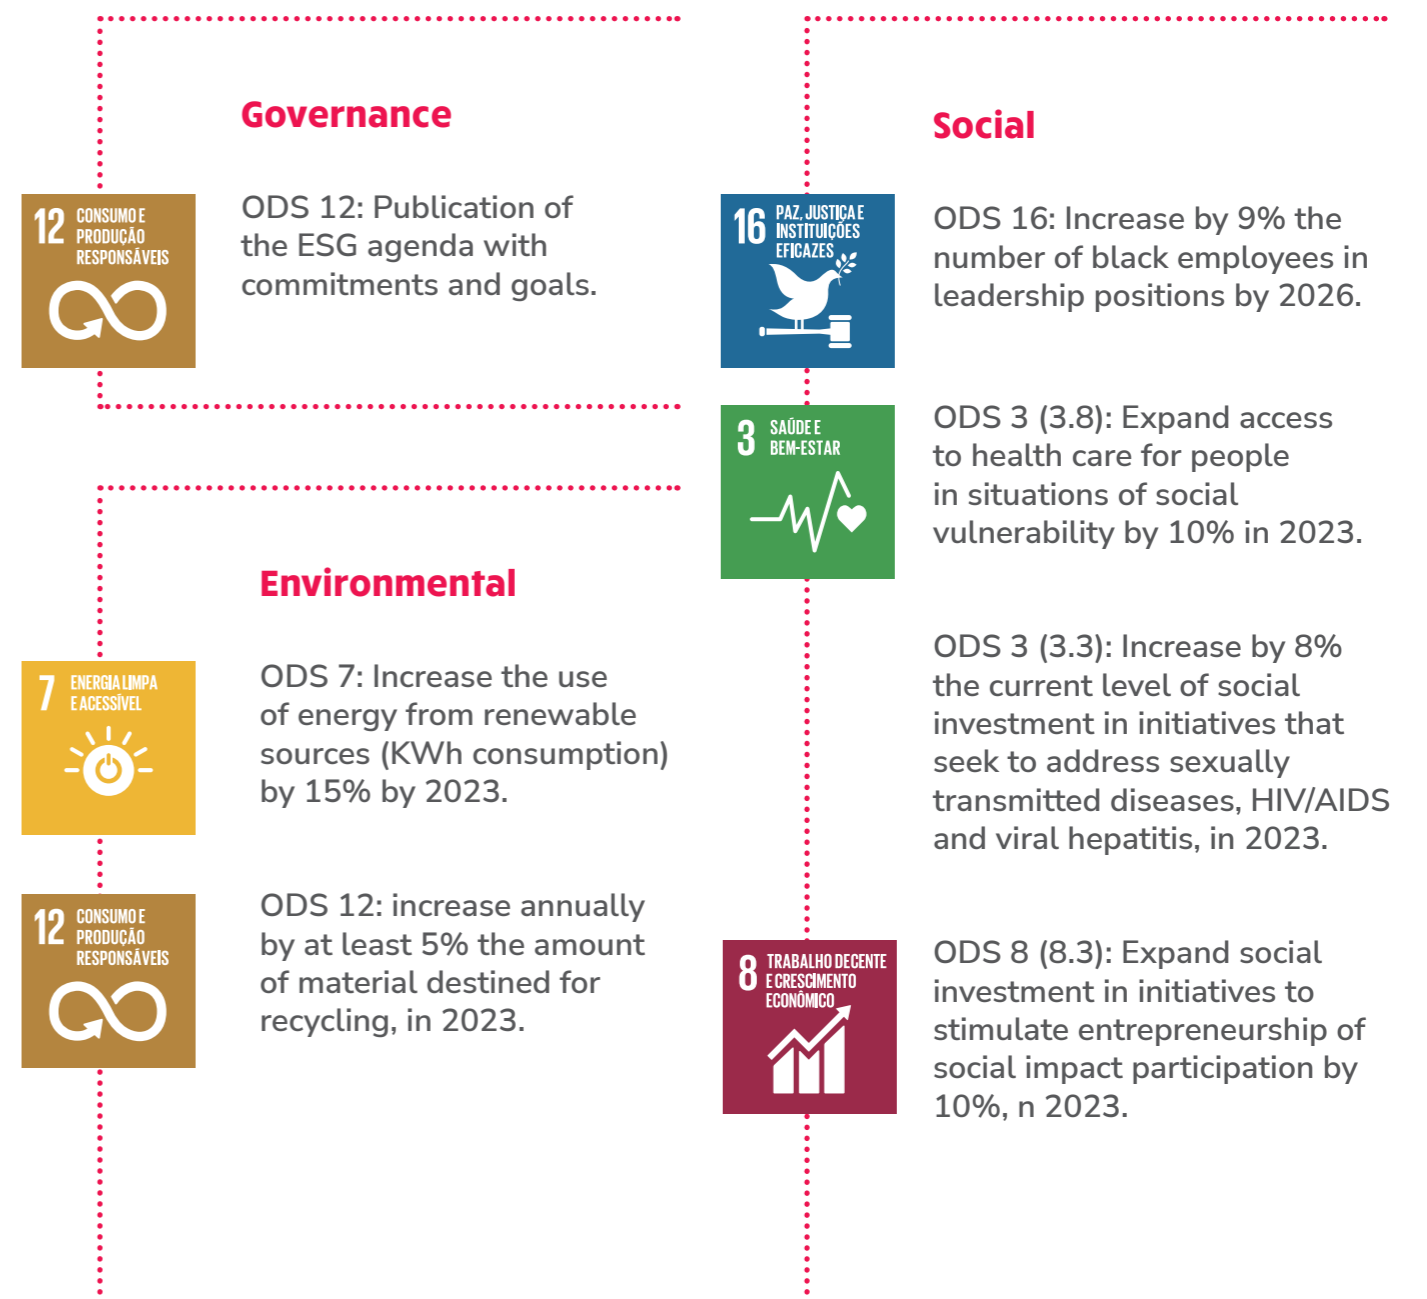 Governance
12 CONSUMO E
PRODUÇÃO
RESPONSÁVEIS
ODS 12: Publication of
the ESG agenda with
commitments and goals.
Environmental
7 ENERGIA LIMPA
E ACESSÍVEL
ODS 7: Increase the use
of energy from renewable
sources (KWh consumption)
by 15% by 2023.
12 CONSUMO E
PRODUÇÃO
RESPONSÁVEIS
ODS 12: increase annually
by at least 5% the amount
of material destined for
recycling, in 2023.
Social
16 PAZ, JUSTIÇA E
INSTITUIÇÕES
EFICAZES
ODS 16: Increase by 9% the
number of black employees in
leadership positions by 2026.
3 SAÚDE E
BEM-ESTAR
ODS 3 (3.8): Expand access
to health care for people
in situations of social
vulnerability by 10% in 2023.
ODS 3 (3.3): Increase by 8%
the current level of social
investment in initiatives that
seek to address sexually
transmitted diseases, HIV/AIDS
and viral hepatitis, in 2023.
8 TRABALHO DECENTE
E CRESCIMENTO
ECONÔMICO
ODS 8 (8.3): Expand social
investment in initiatives to
stimulate entrepreneurship of
social impact participation by
10%, n 2023.